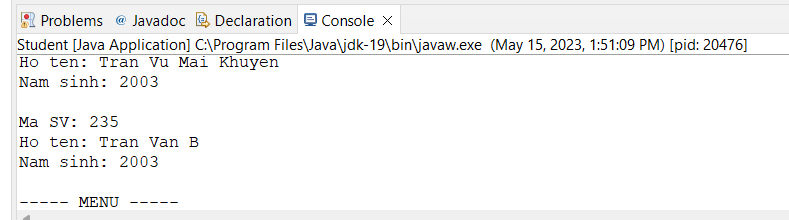 Problems @ Javadoc Declaration Console
Student [Java Application] C:\Program Files\Java\jdk-19\bin\javaw.exe (May 15, 2023, 1:51:09 PM) [pid: 20476]
Ho ten: Tran Vu Mai Khuyen
Nam sinh: 2003
Ma SV: 235
Ho ten: Tran Van B
Nam sinh: 2003
----- MENU -----